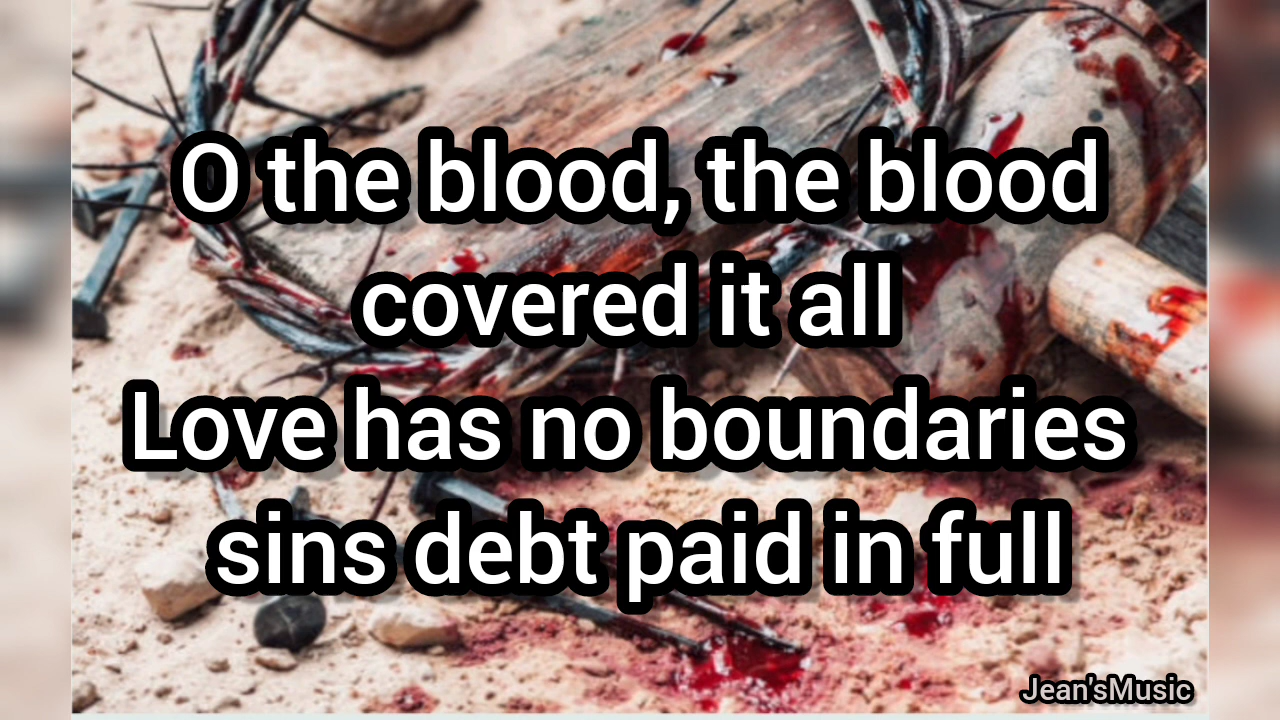 O the blood, the blood
covered it all
Love has no boundaries
sins debt paid in full
Jean'sMusic